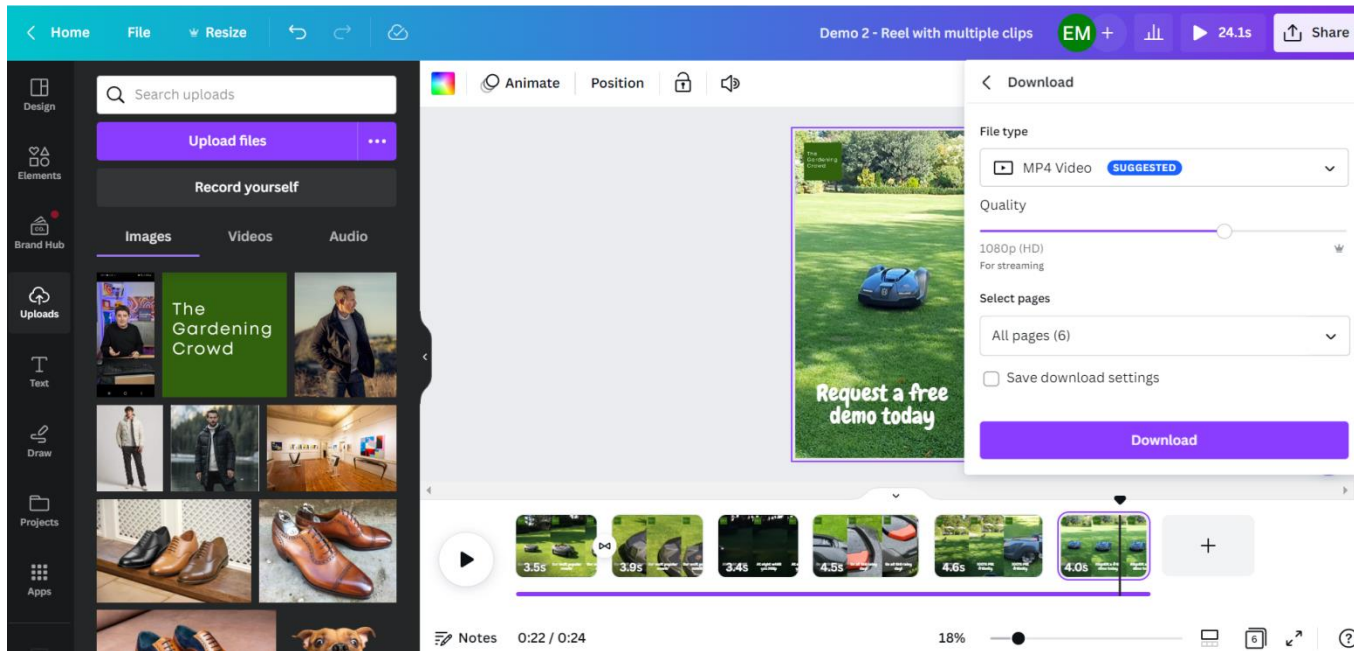 Home File Resize Demo 2 - Reel with multiple clips EM + 24.1s Share
Design
Elements
Brand Hub
CO.
Uploads
Text
Draw
Projects
Apps
Search uploads
Upload files
Record yourself
Images Videos Audio
The
Gardening
Crowd
Animate Position
The
Gardening
Crowd
Request a free
demo today
Download
File type
MP4 Video SUGGESTED
Quality
1080p (HD)
For streaming
Select pages
All pages (6)
Save download settings
Download
3.5s 3.9s 3.4s 4.5s 4.6s 4.0s +
Notes 0:22 / 0:24 18% 6 ?